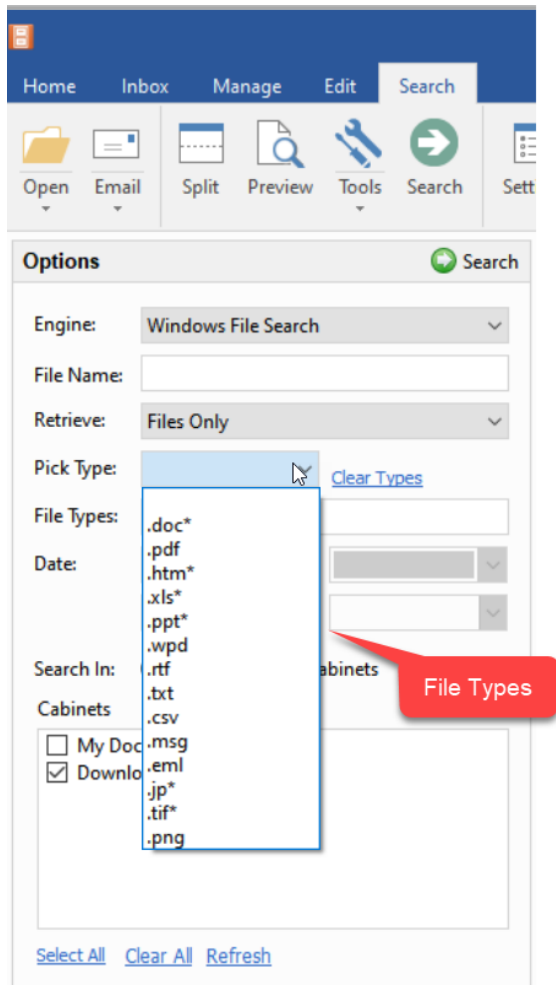 Home Inbox Manage Edit Search
Open Email Split Preview Tools Search Sett
Options Search
Engine: Windows File Search
File Name:
Retrieve: Files Only
Pick Type: Clear Types
File Types:
.doc*
.pdf
Date:
.htm*
.xls*
.ppt*
.wpd
Search In: .rtf abinets
File Types
.txt
Cabinets
.csv
My Doc .msg
Downlo .eml
.jp*
.tif*
.png
Select All Clear All Refresh